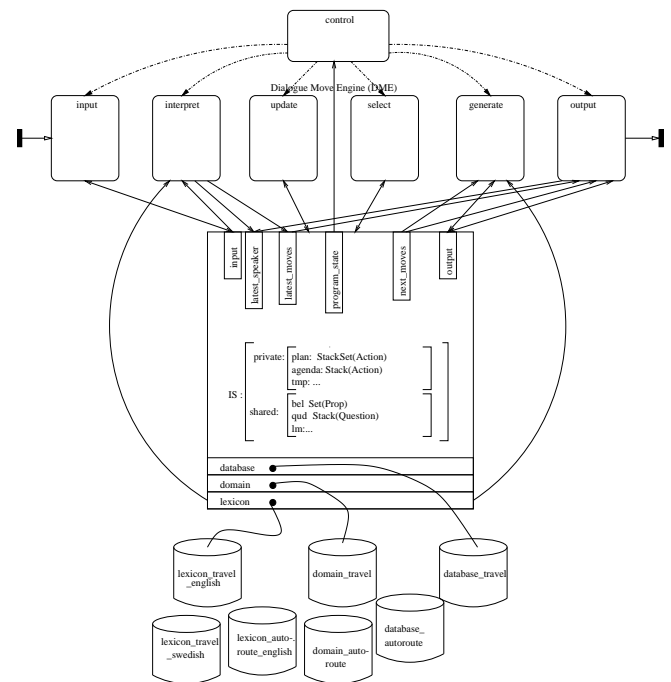 control
Dialogue Move Engine (DME)
input
interpret
update
select
generate
output
input
latest_speaker
latest_moves
program_state
next_moves
output
IS :
private:
plan: StackSet(Action)
agenda: Stack(Action)
tmp: ...
shared:
bel Set(Prop)
qud Stack(Question)
lm:...
database
domain
lexicon
lexicon_travel
_english
domain_travel
database_travel
lexicon_travel
_swedish
lexicon_auto-
route_english
domain_auto-
route
database_
autoroute